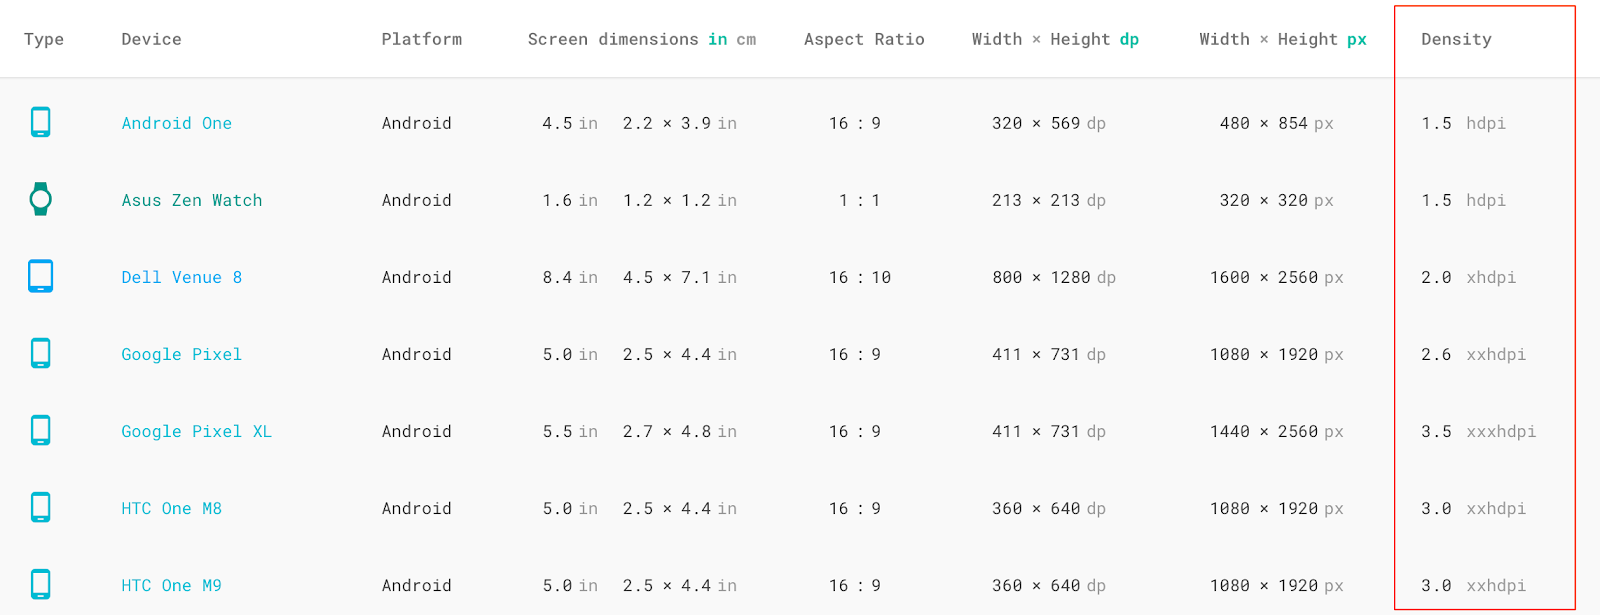 Type Device Platform Screen dimensions in cm Aspect Ratio Width × Height dp Width × Height px Density
Android One Android 4.5 in 2.2 × 3.9 in 16 : 9 320 × 569 dp 480 × 854 px 1.5 hdpi
Asus Zen Watch Android 1.6 in 1.2 × 1.2 in 1 : 1 213 × 213 dp 320 × 320 px 1.5 hdpi
Dell Venue 8 Android 8.4 in 4.5 × 7.1 in 16 : 10 800 × 1280 dp 1600 × 2560 px 2.0 xhdpi
Google Pixel Android 5.0 in 2.5 × 4.4 in 16 : 9 411 × 731 dp 1080 × 1920 px 2.6 xxhdpi
Google Pixel XL Android 5.5 in 2.7 × 4.8 in 16 : 9 411 × 731 dp 1440 × 2560 px 3.5 xxxhdpi
HTC One M8 Android 5.0 in 2.5 × 4.4 in 16 : 9 360 × 640 dp 1080 × 1920 px 3.0 xxhdpi
HTC One M9 Android 5.0 in 2.5 × 4.4 in 16 : 9 360 × 640 dp 1080 × 1920 px 3.0 xxhdpi